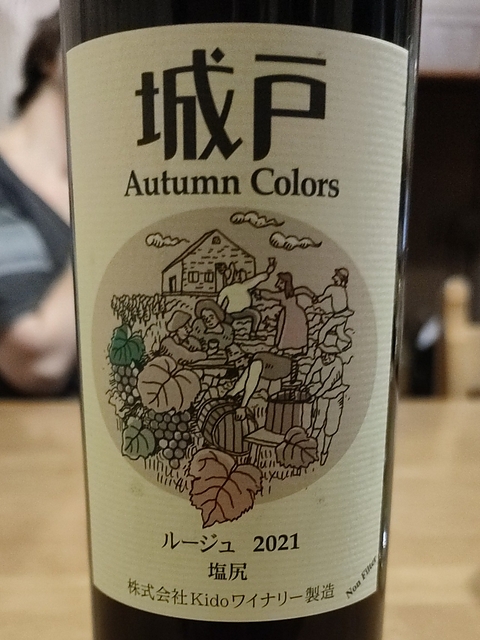 城戸
Autumn Colors
ルージュ 2021
塩尻
株式会社Kidoワイナリー製造
Non Filter